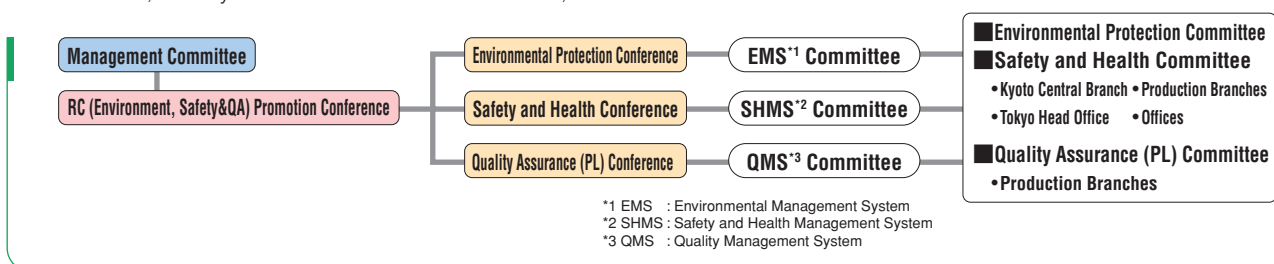 Management Committee
RC (Environment, Safety&QA) Promotion Conference
Environmental Protection Conference
Safety and Health Conference
Quality Assurance (PL) Conference
EMS*1 Committee
SHMS*2 Committee
QMS*3 Committee
■Environmental Protection Committee
■Safety and Health Committee
•Kyoto Central Branch •Production Branches
•Tokyo Head Office •Offices
■Quality Assurance (PL) Committee
•Production Branches
*1 EMS : Environmental Management System
*2 SHMS : Safety and Health Management System
*3 QMS : Quality Management System